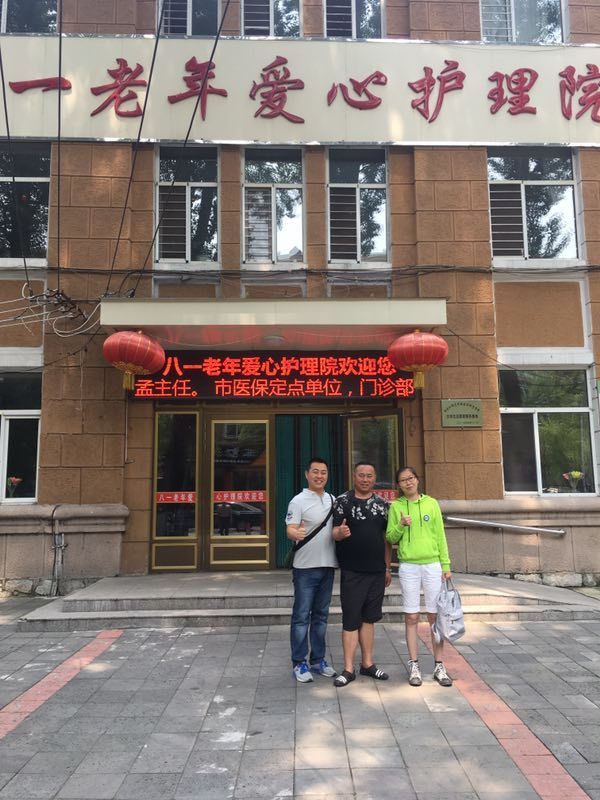 一老年爱心护理院
八一老年爱心护理院欢迎您
孟主任。 市医保定点单位，门诊部
八一老年爱
心护理院欢迎您